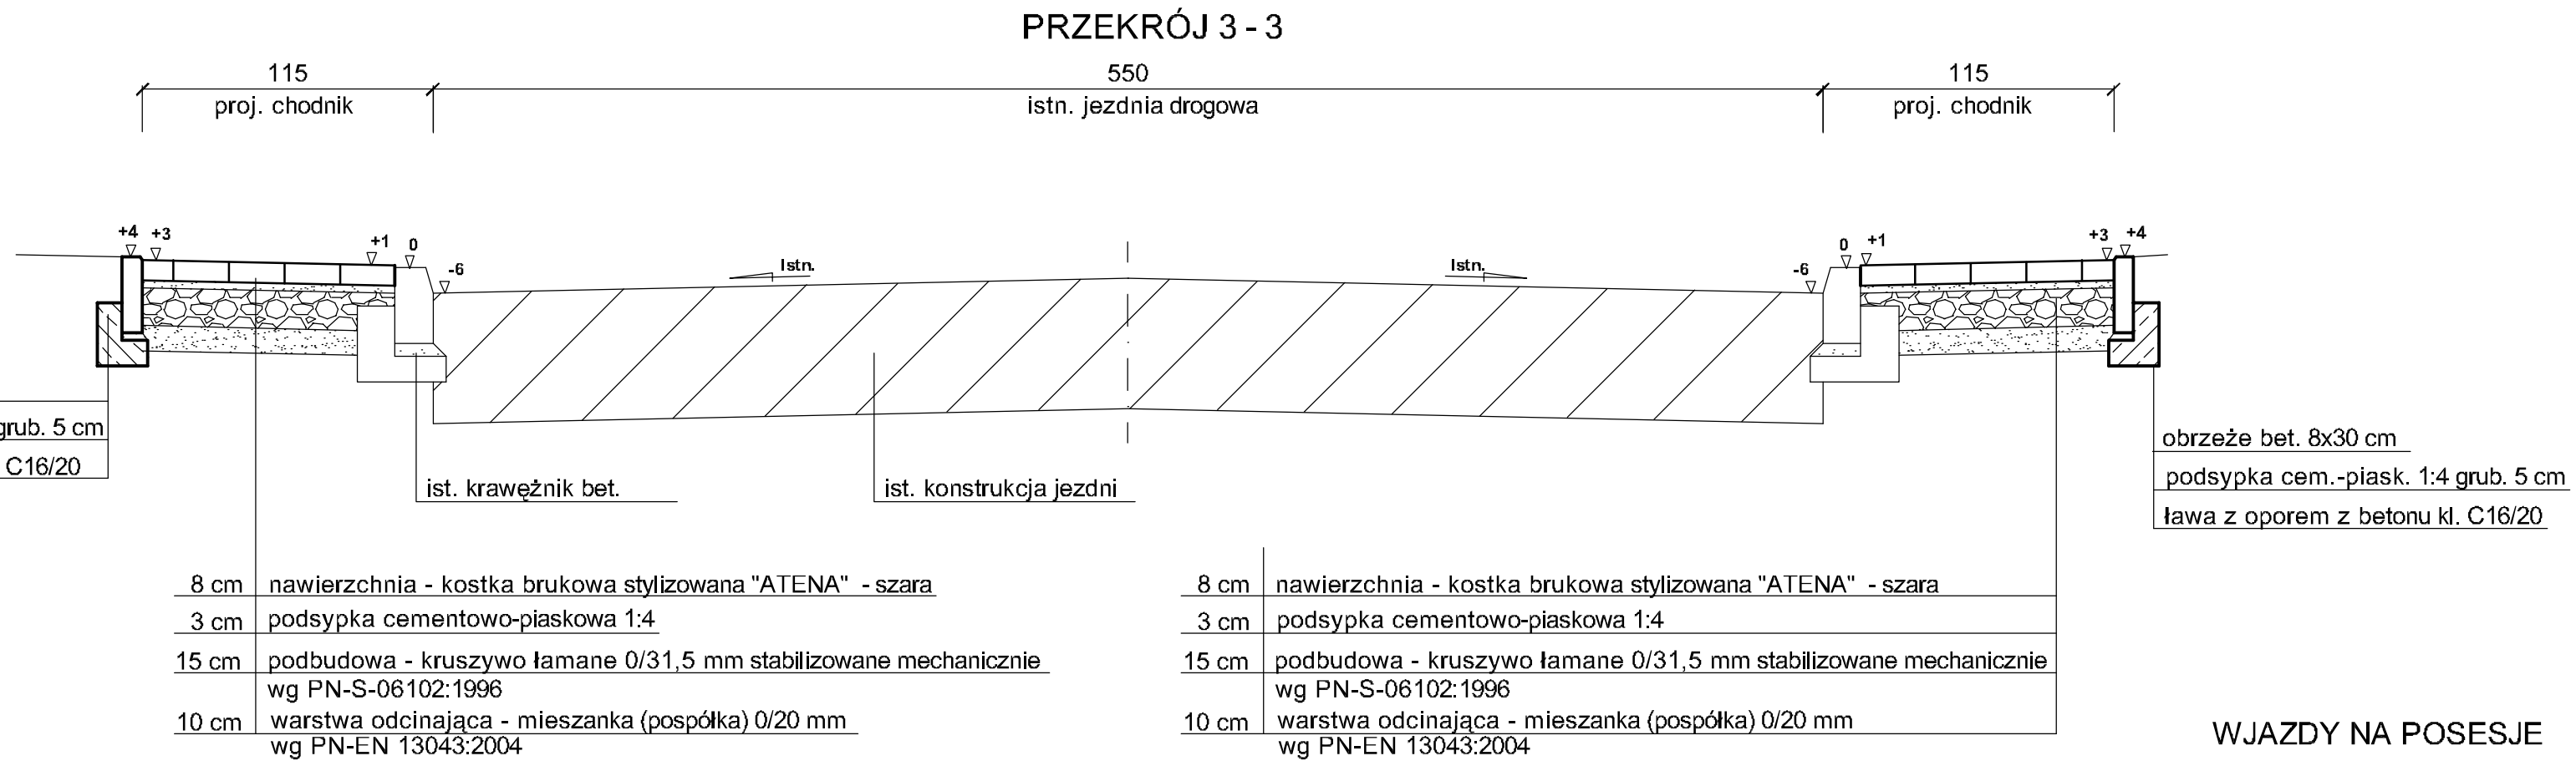 PRZEKRÓJ 3 - 3
115
550
115
proj. chodnik
istn. jezdnia drogowa
proj. chodnik
+4 +3
+1 0
-6
Istn.
Istn.
-6
0 +1
+3 +4
grub. 5 cm
C16/20
ist. krawężnik bet.
ist. konstrukcja jezdni
obrzeże bet. 8x30 cm
podsypka cem.-piask. 1:4 grub. 5 cm
ława z oporem z betonu kl. C16/20
8 cm nawierzchnia - kostka brukowa stylizowana "ATENA" - szara
3 cm podsypka cementowo-piaskowa 1:4
15 cm podbudowa - kruszywo łamane 0/31,5 mm stabilizowane mechanicznie
wg PN-S-06102:1996
10 cm warstwa odcinająca - mieszanka (pospółka) 0/20 mm
wg PN-EN 13043:2004
8 cm nawierzchnia - kostka brukowa stylizowana "ATENA" - szara
3 cm podsypka cementowo-piaskowa 1:4
15 cm podbudowa - kruszywo łamane 0/31,5 mm stabilizowane mechanicznie
wg PN-S-06102:1996
10 cm warstwa odcinająca - mieszanka (pospółka) 0/20 mm
wg PN-EN 13043:2004
WJAZDY NA POSESJE